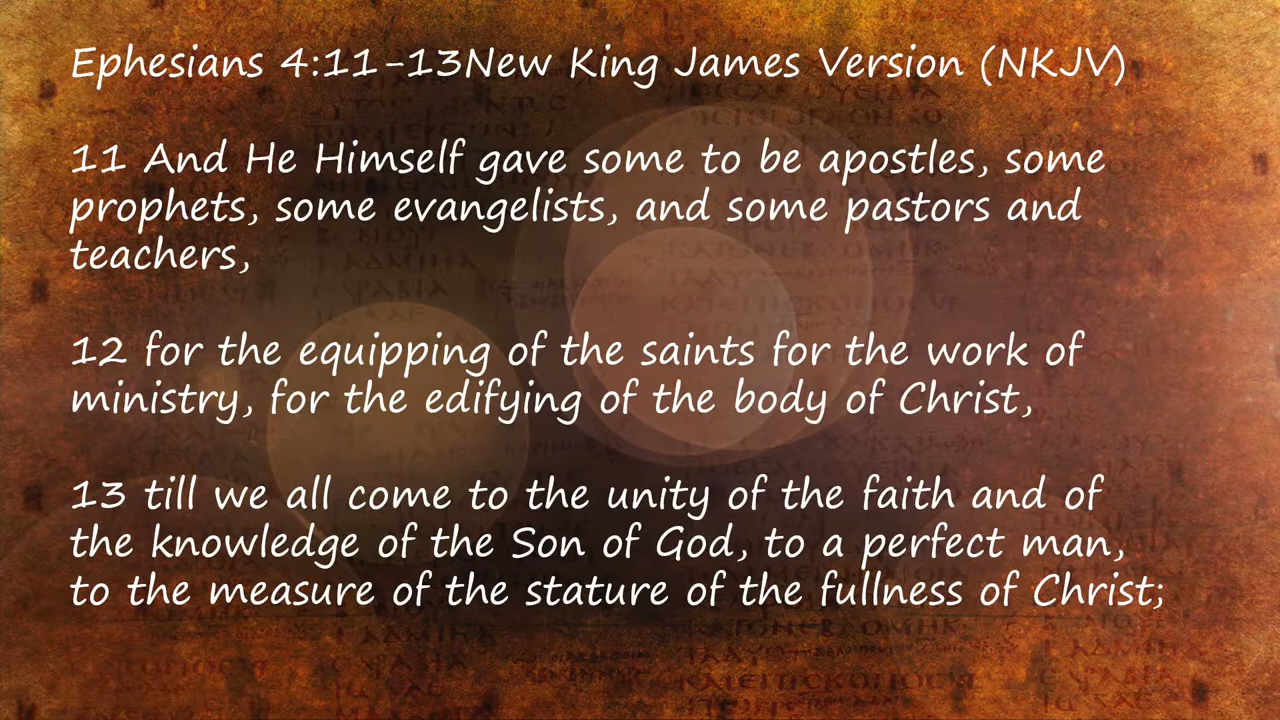 Ephesians 4:11-13New King James Version (NKJV)
11 And He Himself gave some to be apostles, some
prophets, some evangelists, and some pastors and
teachers,
12 for the equipping of the saints for the work of
ministry, for the edifying of the body of Christ,
13 till we all come to the unity of the faith and of
the knowledge of the Son of God, to a perfect man,
to the measure of the stature of the fullness of Christ;